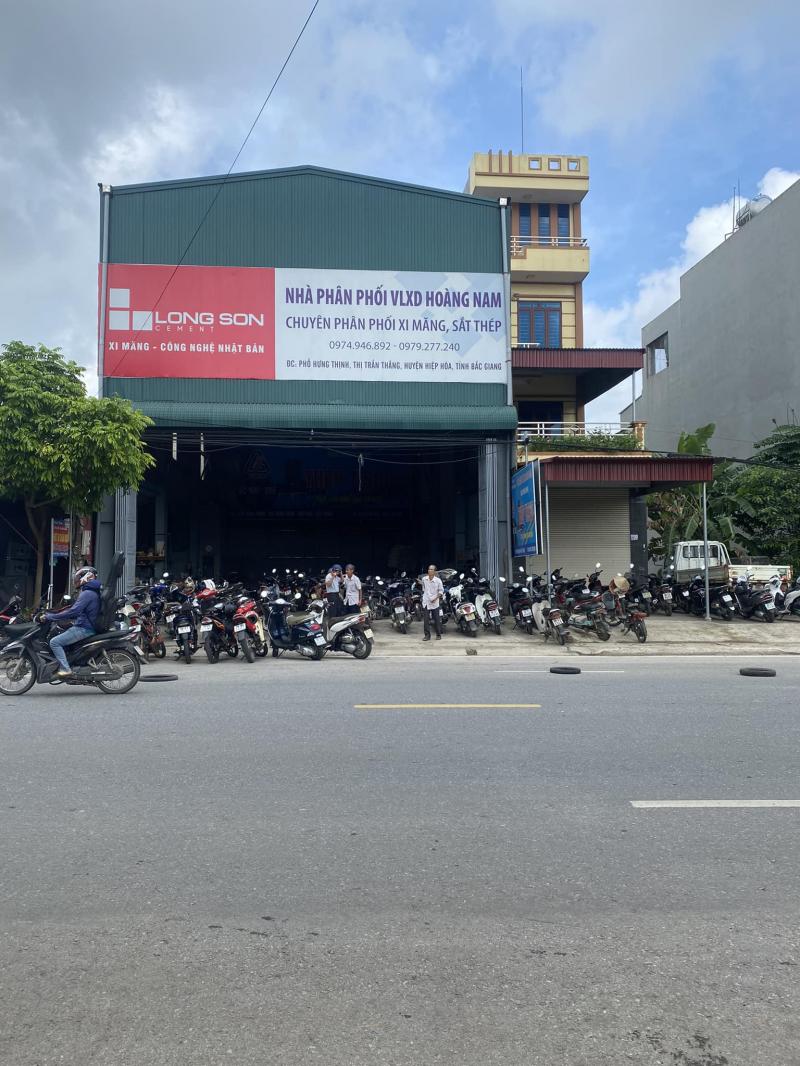 LONG SON
CEMENT
XI MĂNG - CÔNG NGHỆ NHẬT BẢN
NHÀ PHÂN PHỐI VLXD HOÀNG NAM
CHUYÊN PHÂN PHỐI XI MĂNG, SẮT THÉP
0974.946.892 - 0979.277.240
ĐC: PHỐ HƯNG THỊNH, THỊ TRẤN THẮNG, HUYỆN HIỆP HÒA, TỈNH BẮC GIANG